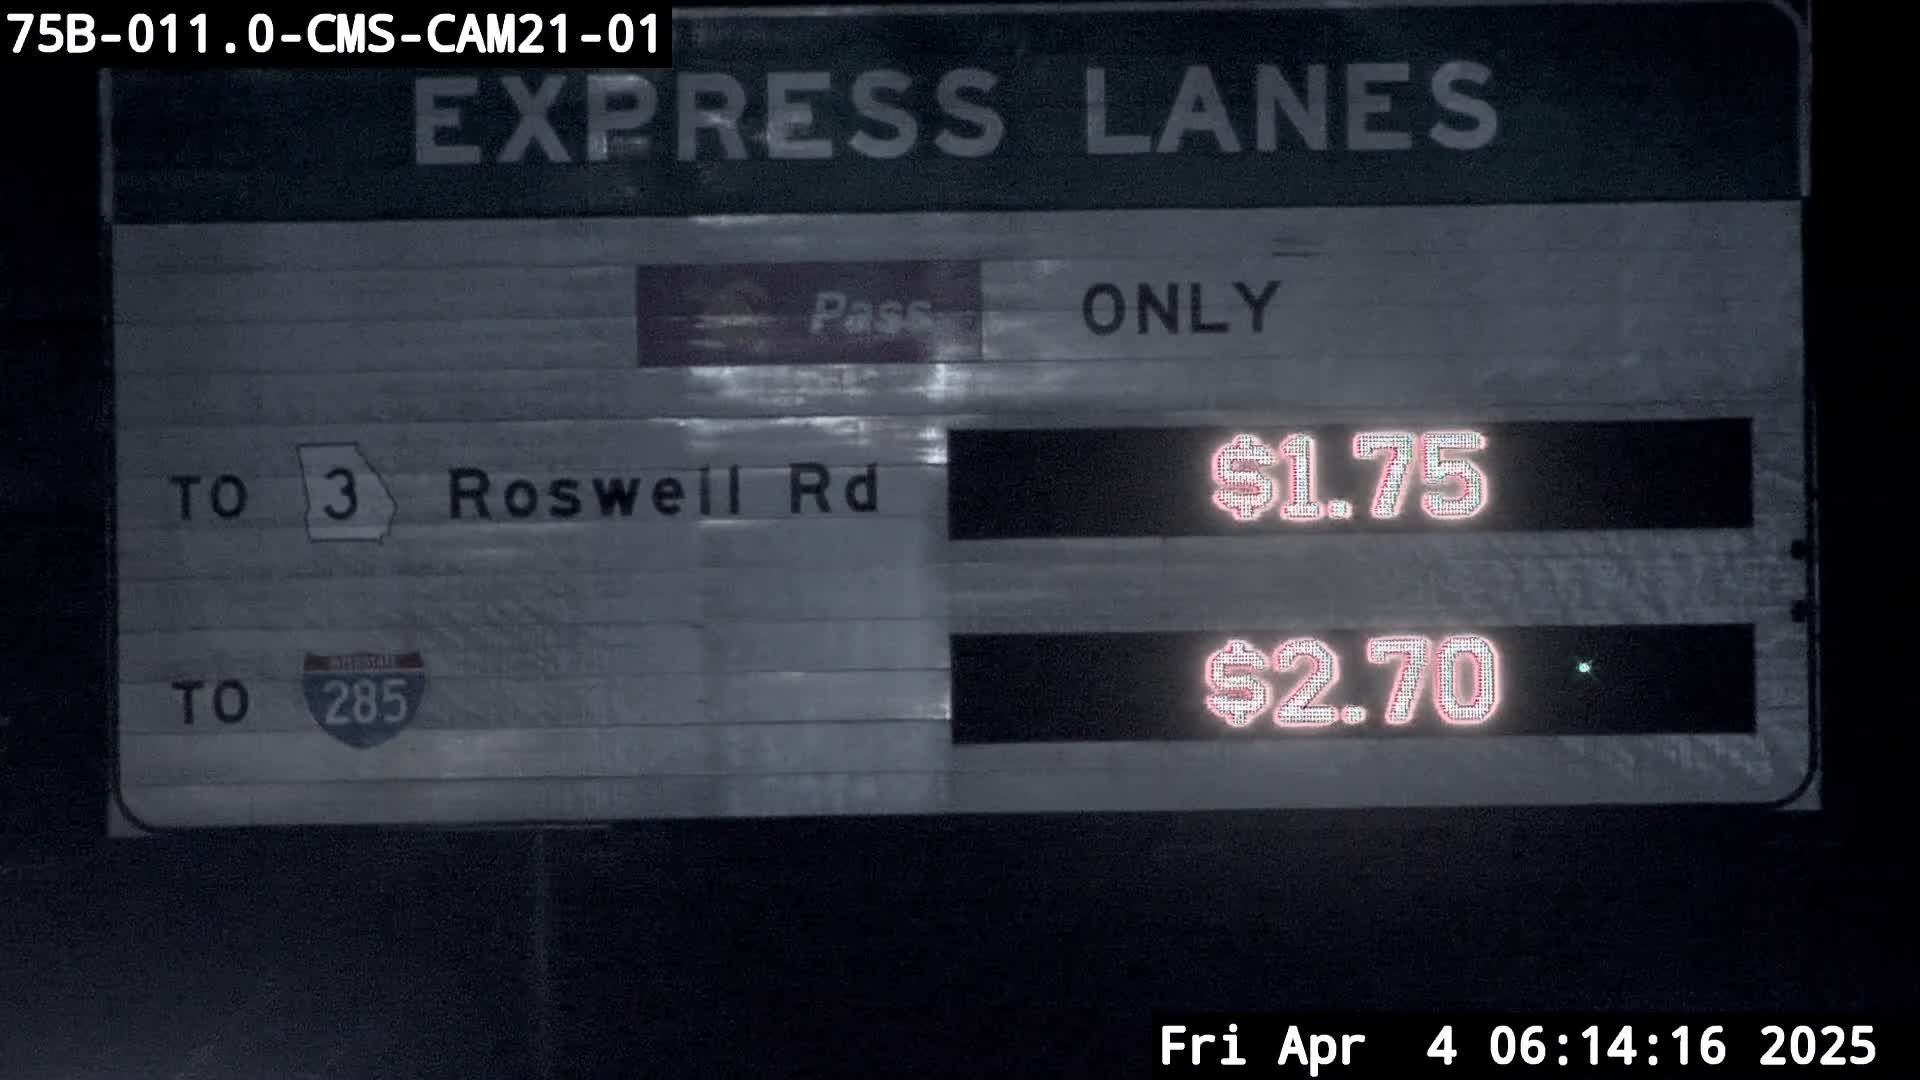 75B-011.0-CMS-CAM21-01
EXPRESS LANES
Pass ONLY
TO 3 Roswell Rd $1.75
INTERSTATE
TO 285 $2.70
Fri Apr 4 06:14:16 2025